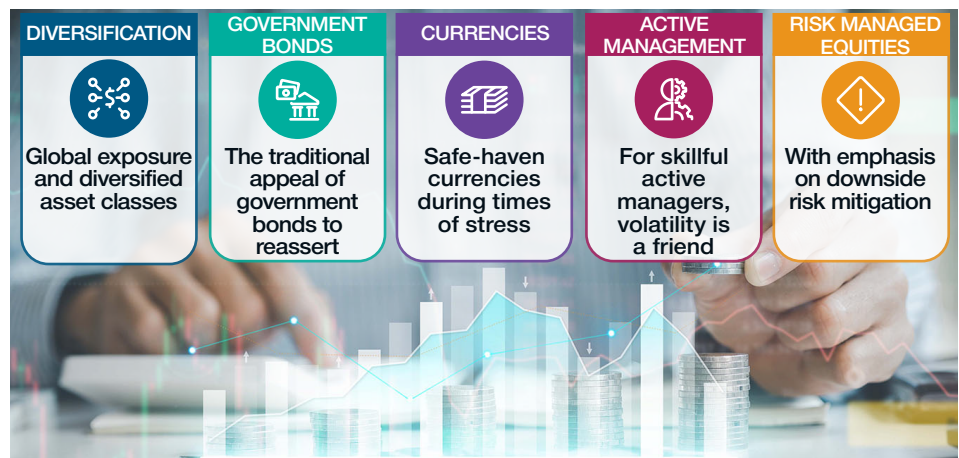 DIVERSIFICATION
Global exposure
and diversified
asset classes
GOVERNMENT
BONDS
The traditional
appeal of
government
bonds to
reassert
CURRENCIES
Safe-haven
currencies
during times
of stress
ACTIVE
MANAGEMENT
For skillful
active
managers,
volatility is
a friend
RISK MANAGED
EQUITIES
With emphasis
on downside
risk mitigation